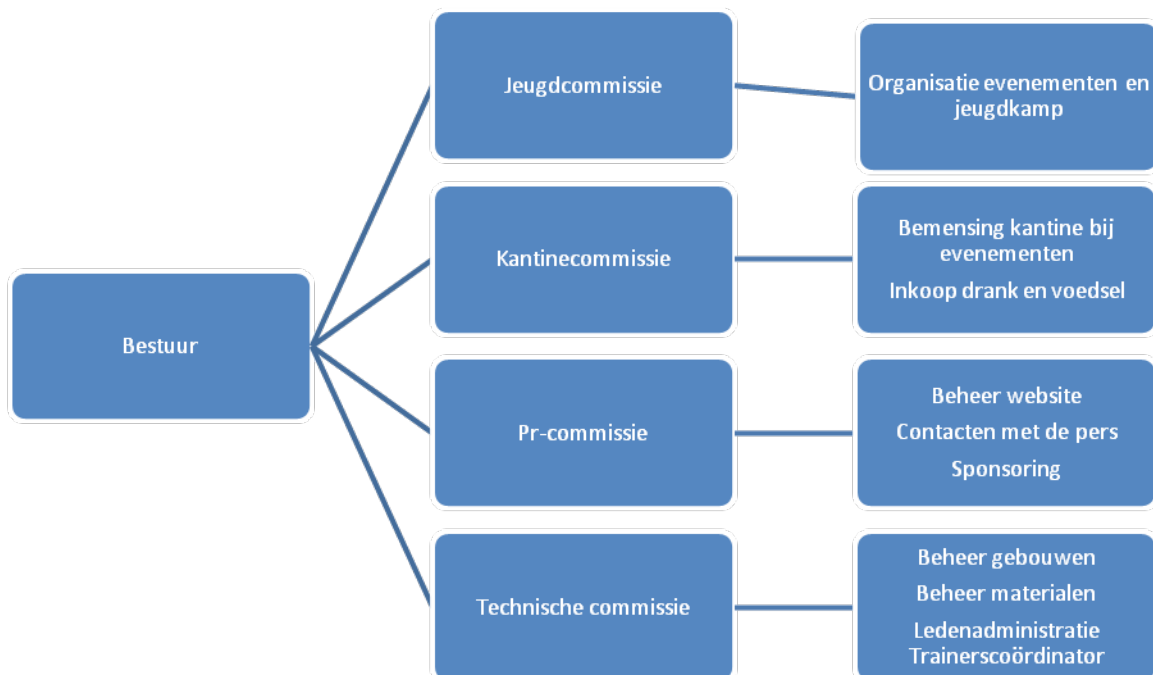 Bestuur
Jeugdcommissie
Organisatie evenementen en
jeugdkamp
Kantinecommissie
Bemensing kantine bij
evenementen
Inkoop drank en voedsel
Pr-commissie
Beheer website
Contacten met de pers
Sponsoring
Technische commissie
Beheer gebouwen
Beheer materialen
Ledenadministratie
Trainerscoördinator